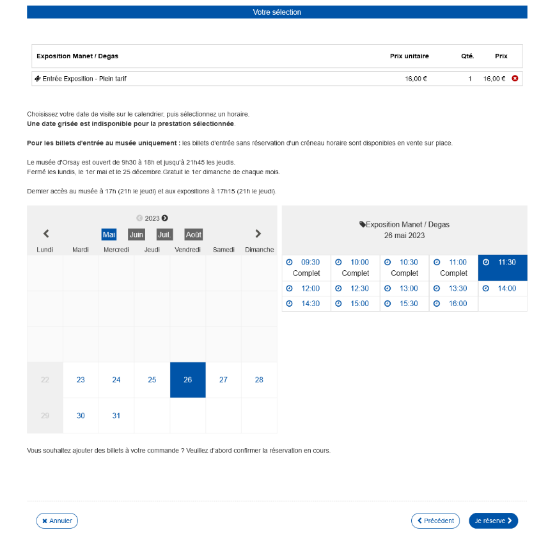 Votre sélection
Exposition Manet / Degas Prix unitaire Qté. Prix
Entrée Exposition - Plein tarif 16,00 € 1 16,00 €
Choisissez votre date de visite sur le calendrier, puis sélectionnez un horaire.
Une date grisée est indisponible pour la prestation sélectionnée
Pour les billets d'entrée au musée uniquement : les billets d'entrée sans réservation d'un créneau horaire sont disponibles en vente sur place.
Le musée d'Orsay est ouvert de 9h30 à 18h et jusqu'à 21h45 les jeudis.
Fermé les lundis, le 1er mai et le 25 décembre. Gratuit le 1er dimanche de chaque mois.
Dernier accès au musée à 17h (21h le jeudi) et aux expositions à 17h15 (21h le jeudi)
2023
Mai Juin Juil. Août
Lundi Mardi Mercredi Jeudi Vendredi Samedi Dimanche
22 23 24 25 26 27 28
29 30 31
Exposition Manet / Degas
26 mai 2023
09:30 10:00 10:30 11:00 11:30
Complet Complet Complet Complet
12:00 12:30 13:00 13:30 14:00
14:30 15:00 15:30 16:00
Vous souhaitez ajouter des billets à votre commande ? Veuillez d'abord confirmer la réservation en cours.
Annuler Précédent Je réserve